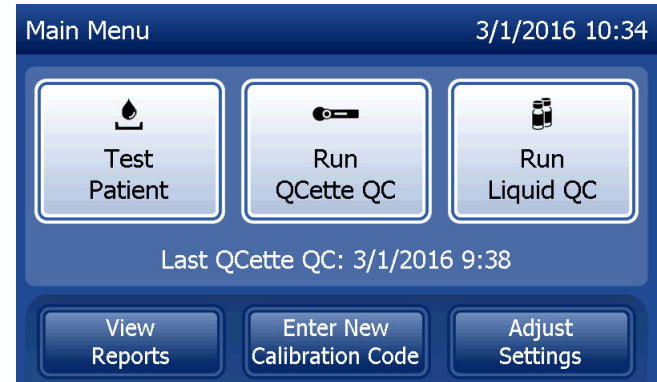 Main Menu 3/1/2016 10:34
Test
Patient
Run
QCette QC
Run
Liquid QC
Last QCette QC: 3/1/2016 9:38
View
Reports
Enter New
Calibration Code
Adjust
Settings